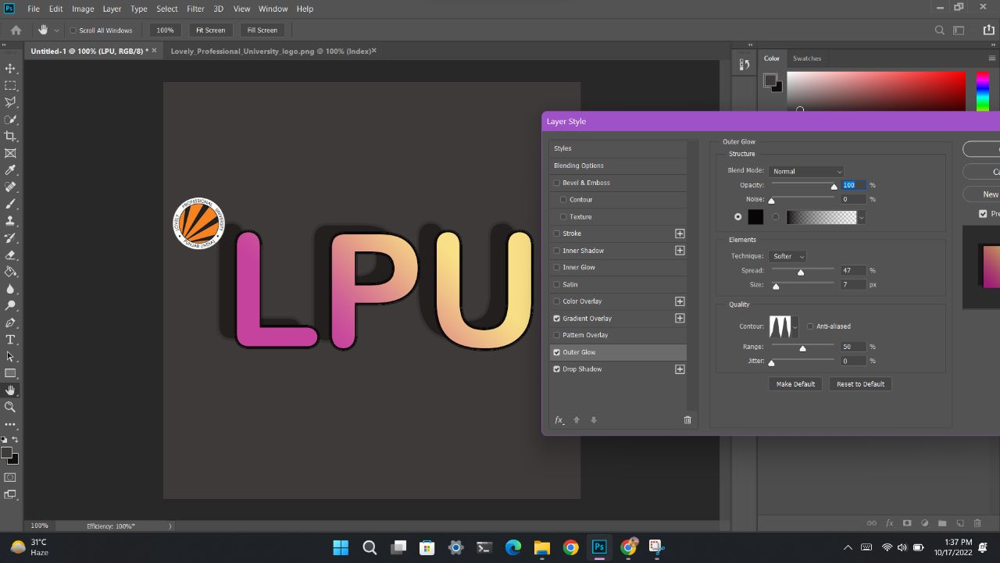 Ps File Edit Image Layer Type Select Filter 3D View Window Help
Scroll All Windows 100% Fit Screen Fill Screen
Untitled-1 @ 100% (LPU, RGB/8) * × Lovely_Professional_University_logo.png @ 100% (Index) ×
Color Swatches
Layer Style
Styles
Blending Options
Bevel & Emboss
Contour
Texture
Stroke
Inner Shadow
Inner Glow
Satin
Color Overlay
Gradient Overlay
Pattern Overlay
Outer Glow
Drop Shadow
fx
Outer Glow
Structure
Blend Mode: Normal
Opacity: 100 %
Noise: 0 %
Elements
Technique: Softer
Spread: 47 %
Size: 7 px
Quality
Contour: Anti-aliased
Range: 50 %
Jitter: 0 %
Make Default Reset to Default
Ca
New
Pre
LOVELY PROFESSIONAL UNIVERSITY
PUNJAB (INDIA)
LPU
T
100% Efficiency: 100%*
fx
31°C
Haze
Ps
1:37 PM
10/17/2022